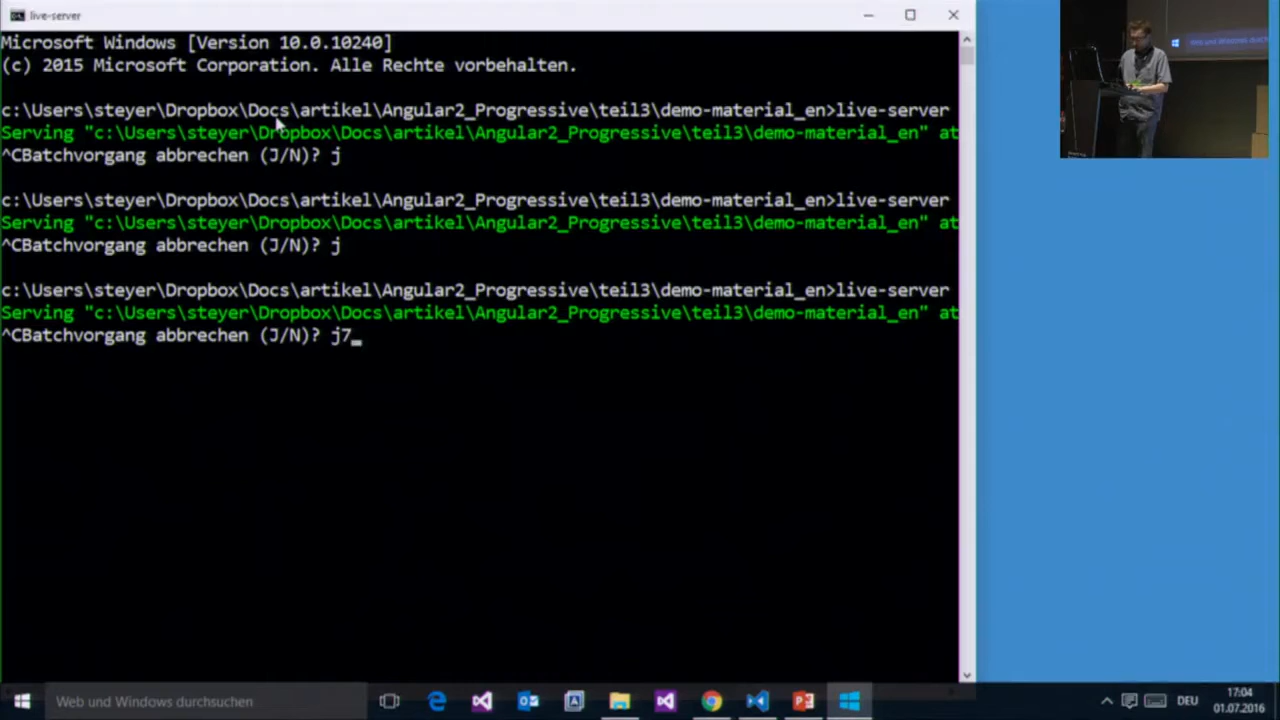 live-server
Microsoft Windows [Version 10.0.10240]
(c) 2015 Microsoft Corporation. Alle Rechte vorbehalten.
c:\Users\steyer\Dropbox\Docs\artikel\Angular2_Progressive\teil3\demo-material_en>live-server
Serving "c:\Users\steyer\Dropbox\Docs\artikel\Angular2_Progressive\teil3\demo-material_en" at
^CBatchvorgang abbrechen (J/N)? j
c:\Users\steyer\Dropbox\Docs\artikel\Angular2_Progressive\teil3\demo-material_en>live-server
Serving "c:\Users\steyer\Dropbox\Docs\artikel\Angular2_Progressive\teil3\demo-material_en" at
^CBatchvorgang abbrechen (J/N)? j
c:\Users\steyer\Dropbox\Docs\artikel\Angular2_Progressive\teil3\demo-material_en>live-server
Serving "c:\Users\steyer\Dropbox\Docs\artikel\Angular2_Progressive\teil3\demo-material_en" at
^CBatchvorgang abbrechen (J/N)? j7_
Web und Windows durchsuchen
DEU
17:04
01.07.2016